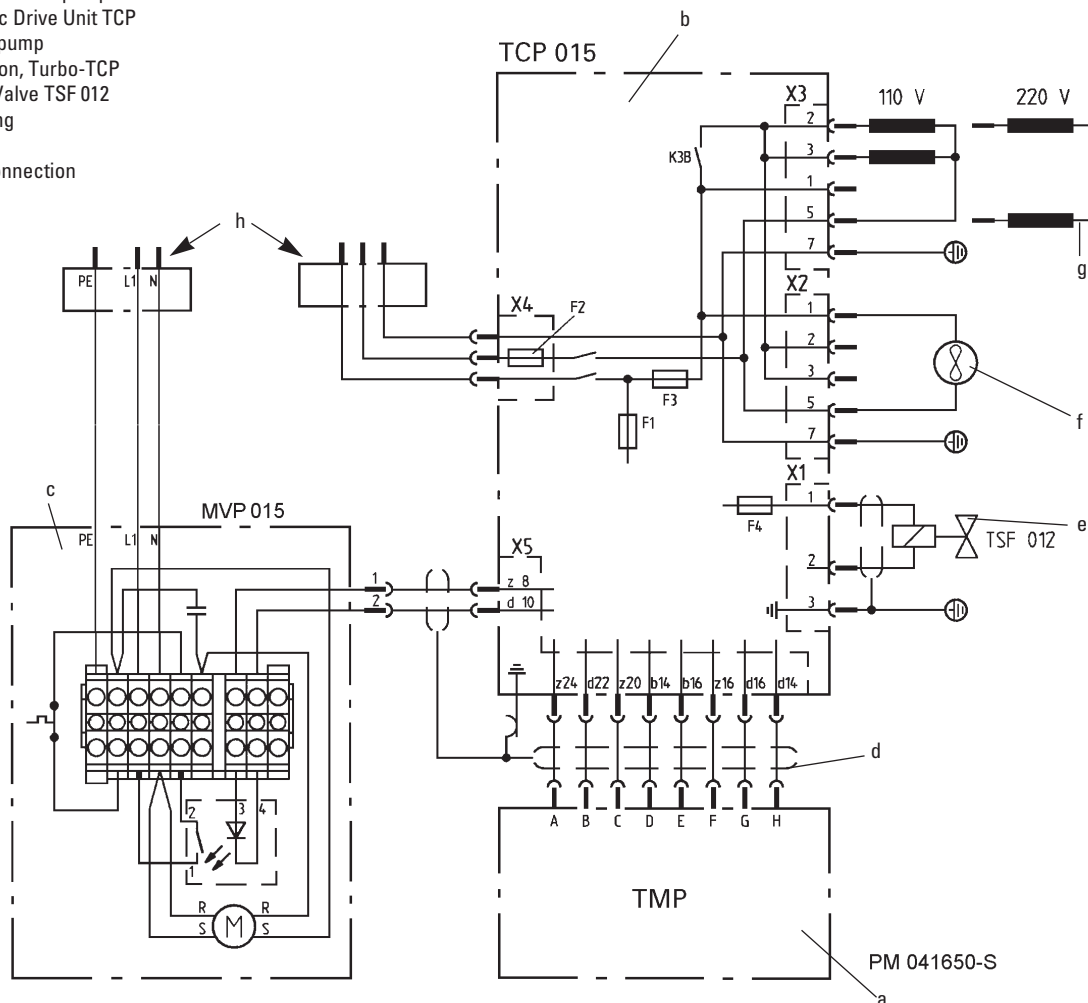 c Drive Unit TCP
pump
on, Turbo-TCP
Valve TSF 012
ng
onnection
b
TCP 015
X3
110 V
220 V
2
K3B
3
1
5
7
g
h
PE
L1
N
X4
F2
X2
1
2
3
F3
F1
5
7
f
X1
c
MVP 015
1
F4
e
TSF 012
PE
L1
N
X5
2
1
2
z 8
d 10
3
z24
d22
z20
b14
b16
z16
d16
d14
d
A
B
C
D
E
F
G
H
2
3
4
1
TMP
R
R
S
M
S
PM 041650-S
a